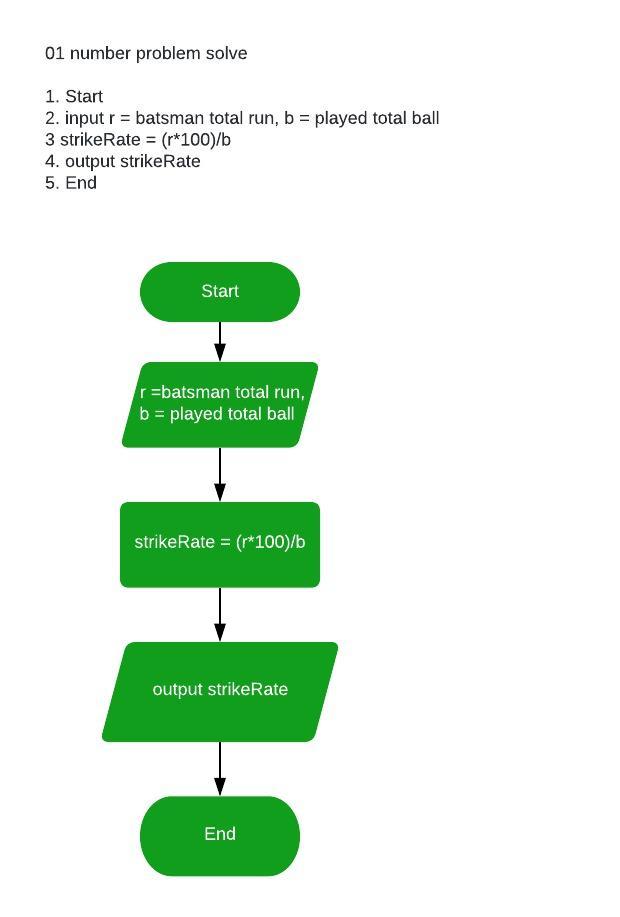 01 number problem solve
1. Start
2. input r = batsman total run, b = played total ball
3 strikeRate = (r*100)/b
4. output strikeRate
5. End
Start
r =batsman total run,
b = played total ball
strikeRate = (r*100)/b
output strikeRate
End